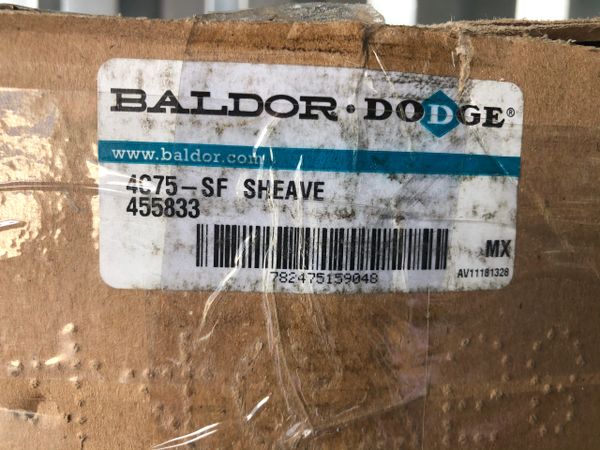 BALDOR • DODGE®
www.baldor.com
4C75-SF SHEAVE
455833
782475159048
MX
AV11181328